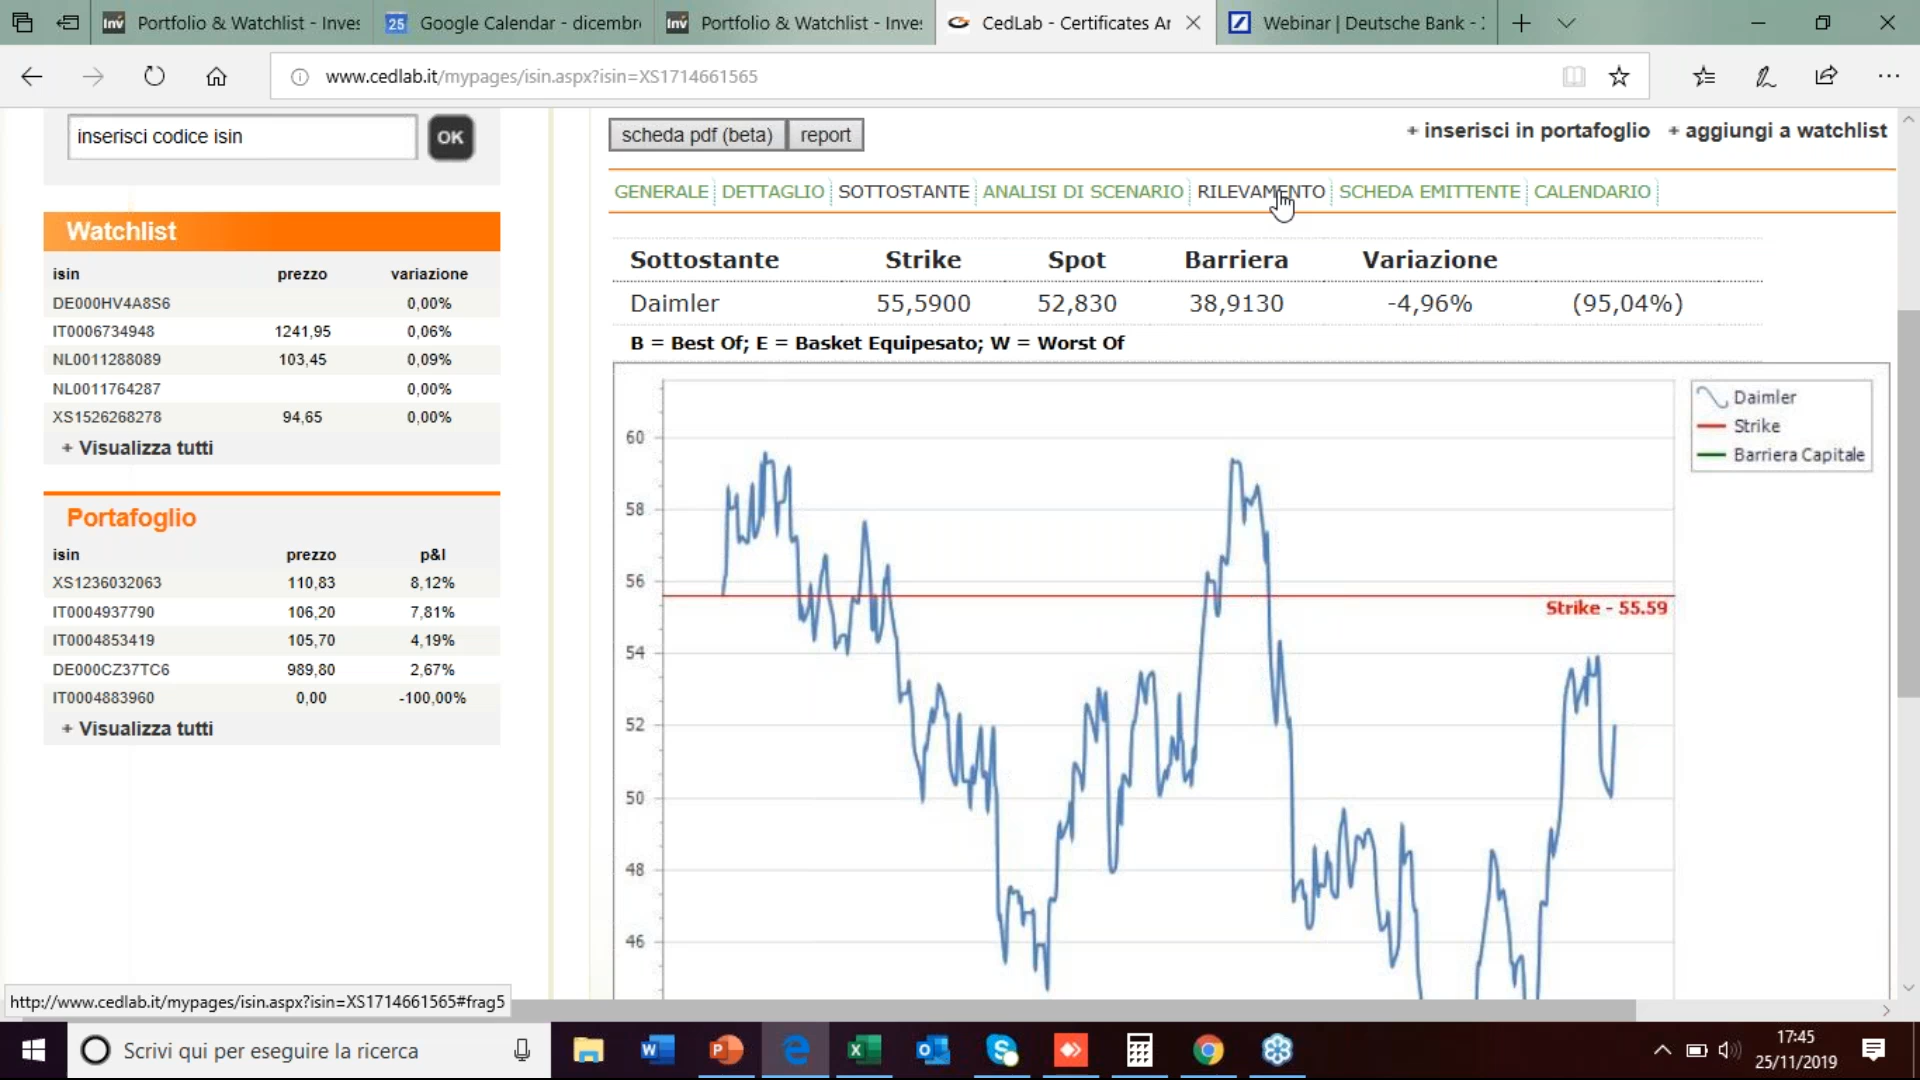 Portfolio & Watchlist - Inves
Google Calendar - dicembr
Portfolio & Watchlist - Inves
CedLab - Certificates Ar
Webinar | Deutsche Bank -
www.cedlab.it/mypages/isin.aspx?isin=XS1714661565
inserisci codice isin
OK
scheda pdf (beta)
report
+ inserisci in portafoglio
+ aggiungi a watchlist
GENERALE
DETTAGLIO
SOTTOSTANTE
ANALISI DI SCENARIO
RILEVAMENTO
SCHEDA EMITTENTE
CALENDARIO
Watchlist
isin prezzo variazione
DE000HV4A8S6 0,00%
IT0006734948 1241,95 0,06%
NL0011288089 103,45 0,09%
NL0011764287 0,00%
XS1526268278 94,65 0,00%
+ Visualizza tutti
Portafoglio
isin prezzo p&l
XS1236032063 110,83 8,12%
IT0004937790 106,20 7,81%
IT0004853419 105,70 4,19%
DE000CZ37TC6 989,80 2,67%
IT0004883960 0,00 -100,00%
+ Visualizza tutti
Sottostante Strike Spot Barriera Variazione
Daimler 55,5900 52,830 38,9130 -4,96% (95,04%)
B = Best Of; E = Basket Equipesato; W = Worst Of
Daimler
Strike
Barriera Capitale
60
58
56
54
52
50
48
46
Strike - 55.59
http://www.cedlab.it/mypages/isin.aspx?isin=XS1714661565#frag5
Scrivi qui per eseguire la ricerca
17:45
25/11/2019